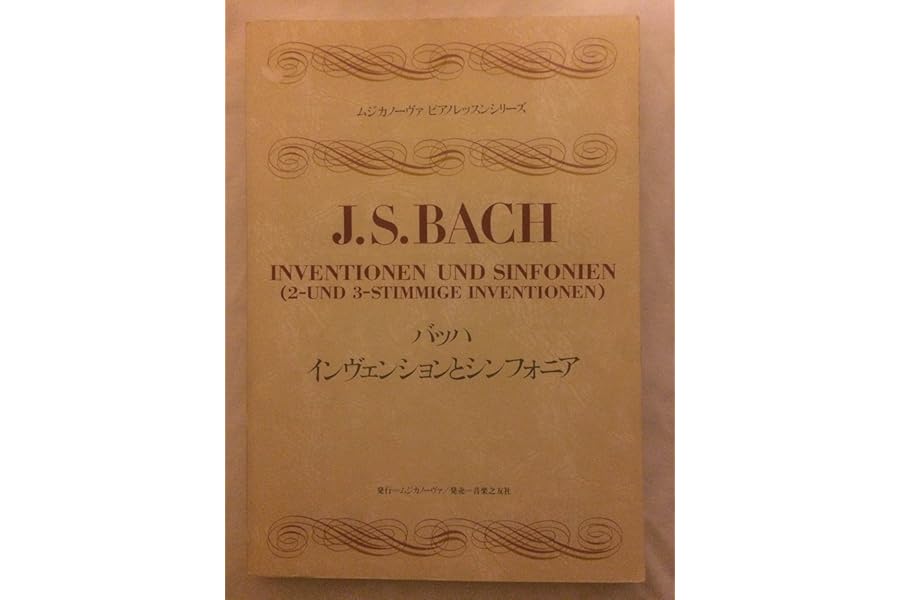 ムジカノーヴァ ピアノレッスンシリーズ
J.S.BACH
INVENTIONEN UND SINFONIEN
(2-UND 3-STIMMIGE INVENTIONEN)
バッハ
インヴェンションとシンフォニア
発行=ムジカノーヴァ/発売=音楽之友社